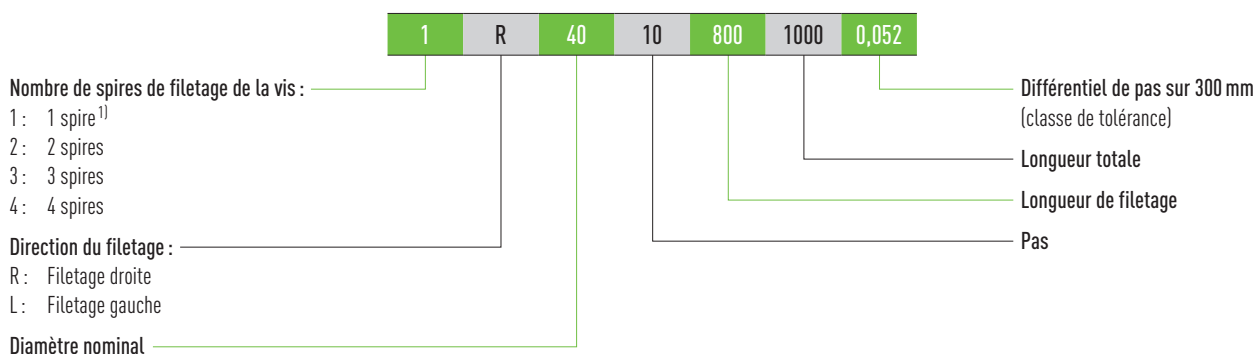 1 R 40 10 800 1000 0,052
Nombre de spires de filetage de la vis :
1 : 1 spire 1)
2 : 2 spires
3 : 3 spires
4 : 4 spires
Direction du filetage :
R : Filetage droite
L : Filetage gauche
Diamètre nominal
Différentiel de pas sur 300 mm
(classe de tolérance)
Longueur totale
Longueur de filetage
Pas